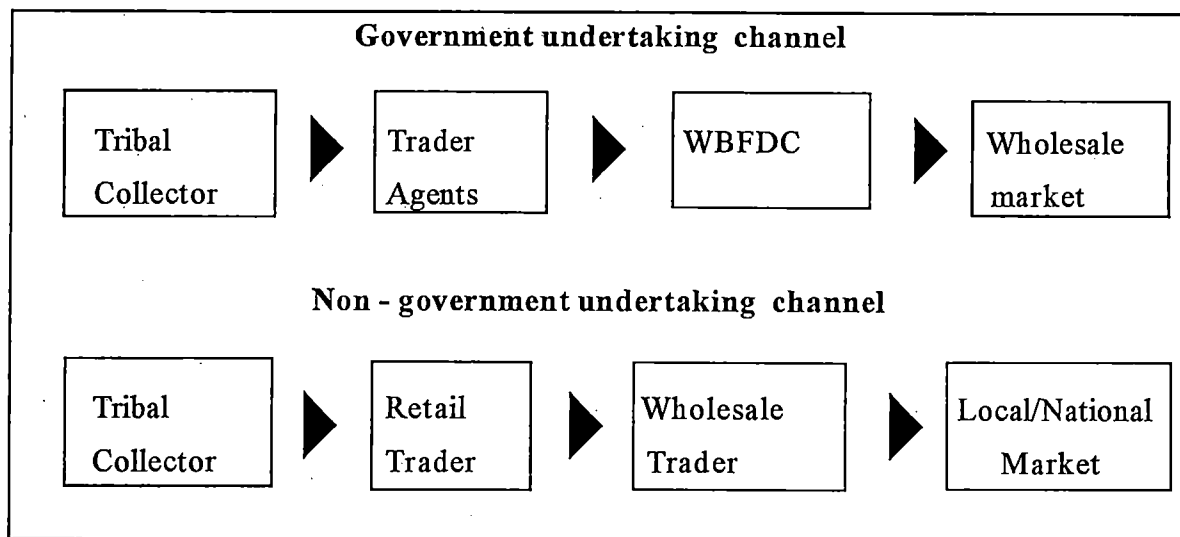 Government undertaking channel
Tribal
Collector
Trader
Agents
WBFDC
Wholesale
market
Non - government undertaking channel
Tribal
Collector
Retail
Trader
Wholesale
Trader
Local/National
Market